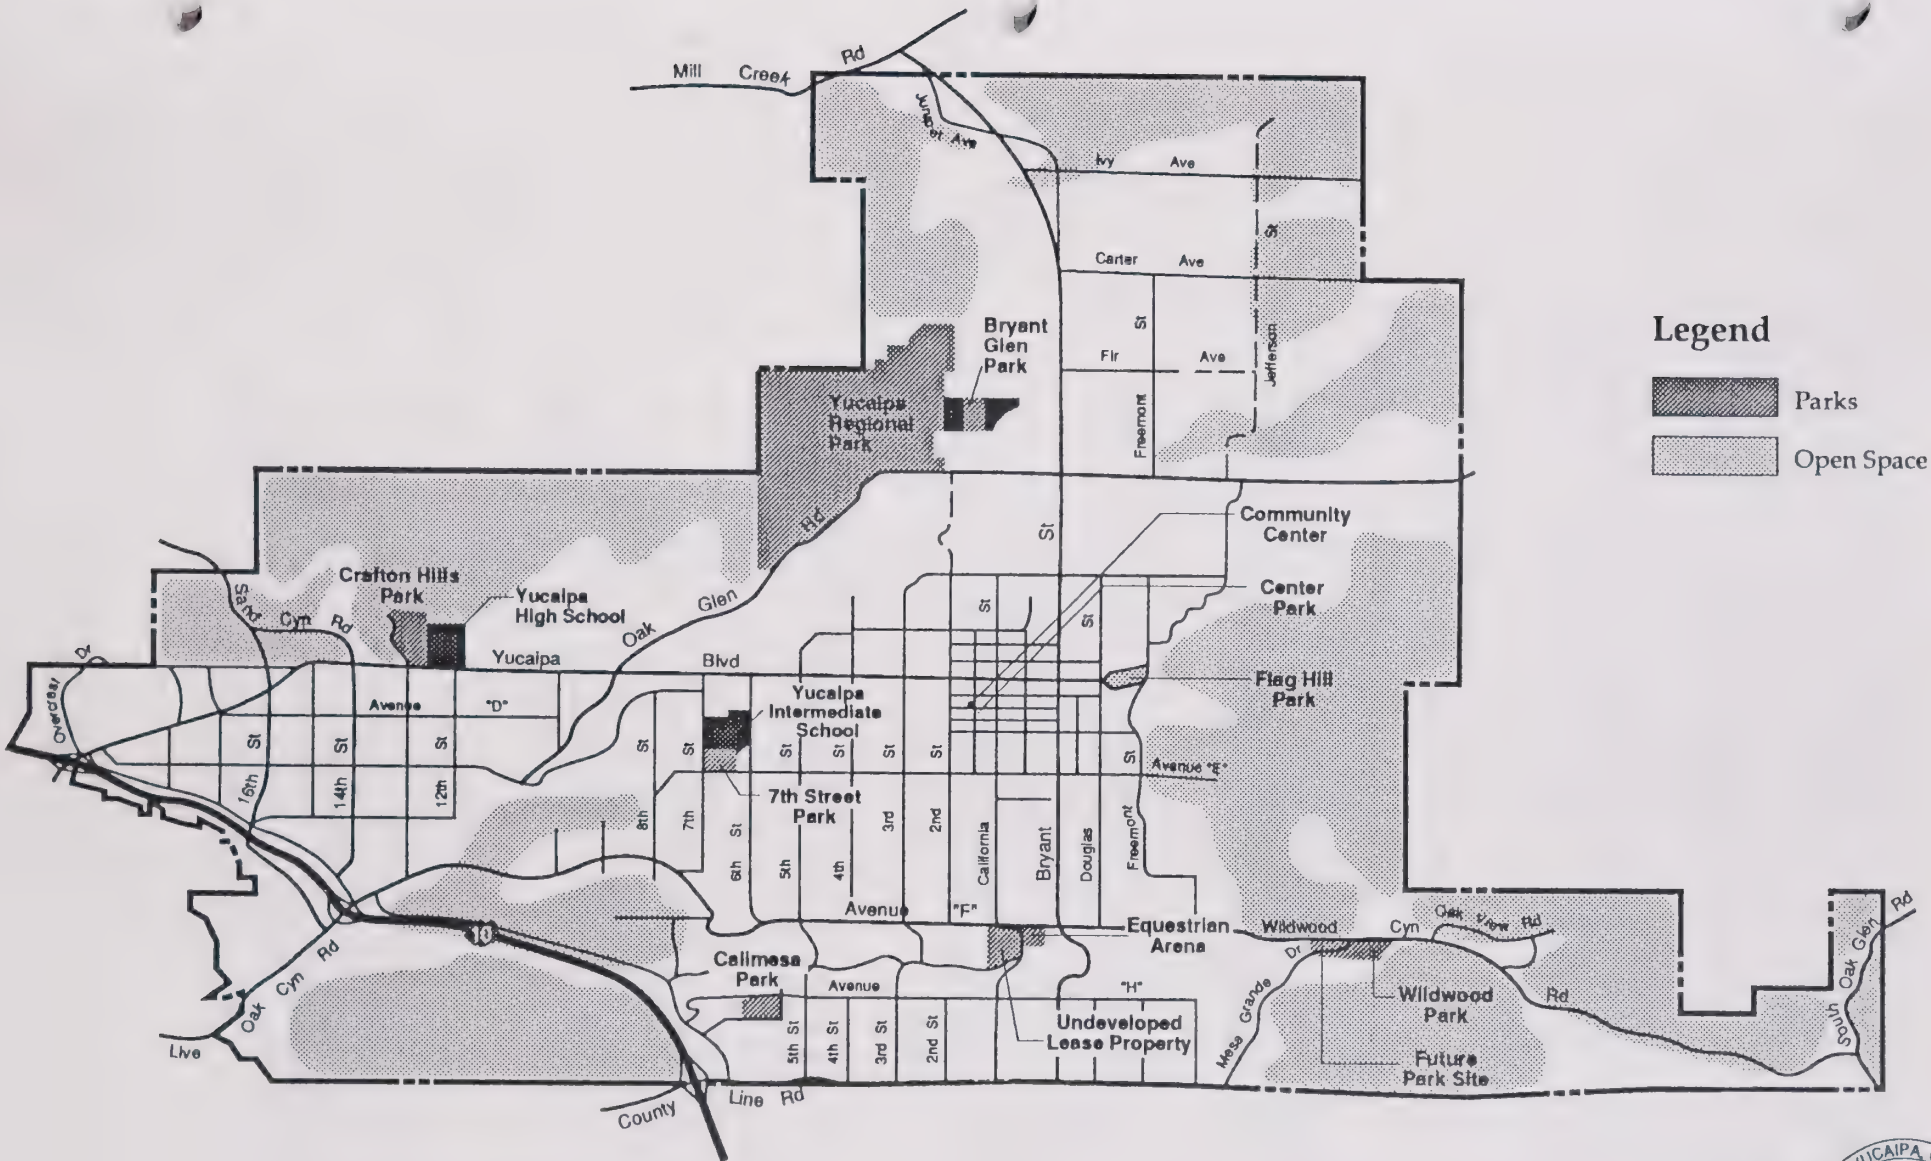 Mill Creek Rd
Juniper Ave
Ivy Ave
Carter Ave
St
Jefferson
Fir Ave
St
Freemont
Bryant
Glen
Park
Yucaipa
Regional
Park
Legend
Parks
Open Space
Community
Center
Center
Park
Flag Hill
Park
St
St
St
Crafton Hills
Park
Yucaipa
High School
Sand Cyn Rd
Oak Glen Rd
Yucaipa Blvd
Overcrest Dr
Avenue "D"
16th St
14th St
12th St
Yucaipa
Intermediate
School
7th Street
Park
8th St
7th St
6th St
5th St
4th St
3rd St
2nd St
California
Bryant
Douglas
Freemont St
Avenue "E"
Avenue "F"
10
Equestrian
Arena
Wildwood Cyn Rd
Oak View Rd
South Oak Glen Rd
Mesa Grande Dr
Wildwood
Park
Future
Park Site
Calimesa
Park
Avenue "H"
Undeveloped
Lease Property
5th St
4th St
3rd St
2nd St
Live Oak Cyn Rd
County Line Rd
YUCAIPA